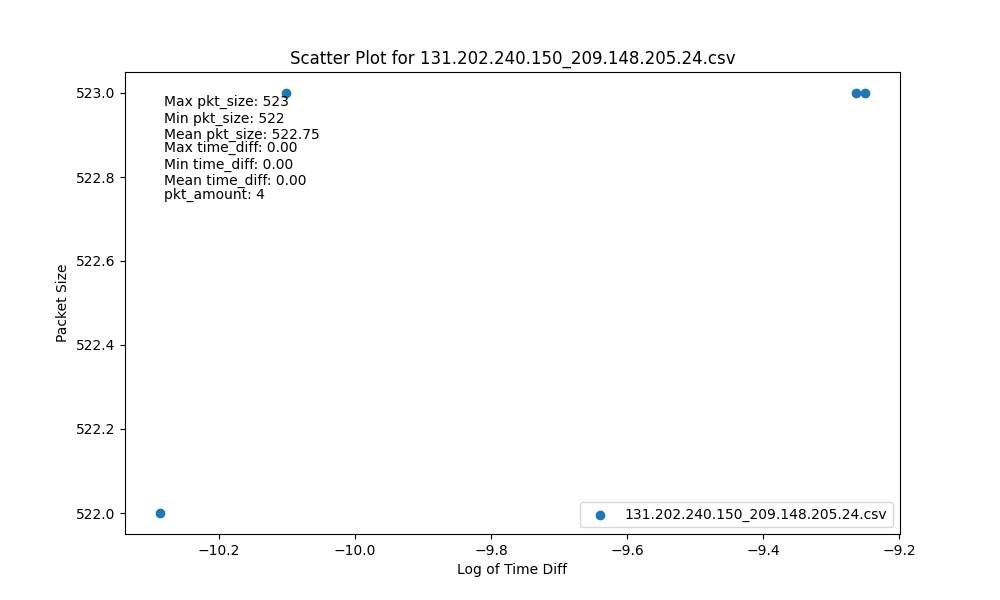 Scatter Plot for 131.202.240.150_209.148.205.24.csv
523.0
522.8
522.6
522.4
522.2
522.0
Packet Size
Max pkt_size: 523
Min pkt_size: 522
Mean pkt_size: 522.75
Max time_diff: 0.00
Min time_diff: 0.00
Mean time_diff: 0.00
pkt_amount: 4
131.202.240.150_209.148.205.24.csv
−10.2 −10.0 −9.8 −9.6 −9.4 −9.2
Log of Time Diff